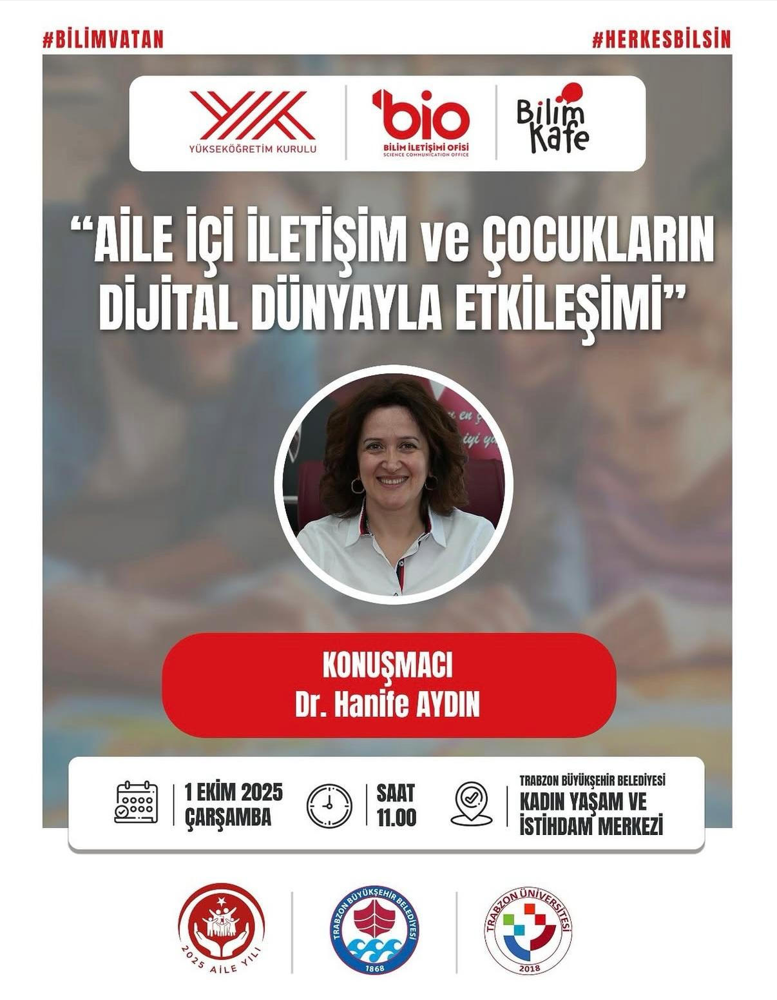 #BİLİMVATAN
#HERKESBİLSİN
YÜKSEKÖĞRETİM KURULU
bio
BİLİM İLETİŞİMİ OFİSİ
SCIENCE COMMUNICATION OFFICE
Bilim
Kafe
“AİLE İÇİ İLETİŞİM ve ÇOCUKLARIN
DİJİTAL DÜNYAYLA ETKİLEŞİMİ”
en
iyi
KONUŞMACI
Dr. Hanife AYDIN
1 EKİM 2025
ÇARŞAMBA
SAAT
11.00
TRABZON BÜYÜKŞEHİR BELEDİYESİ
KADIN YAŞAM VE
İSTİHDAM MERKEZİ
2025 AİLE YILI
TRABZON BÜYÜKŞEHİR BELEDİYESİ
1868
TRABZON ÜNİVERSİTESİ
2018